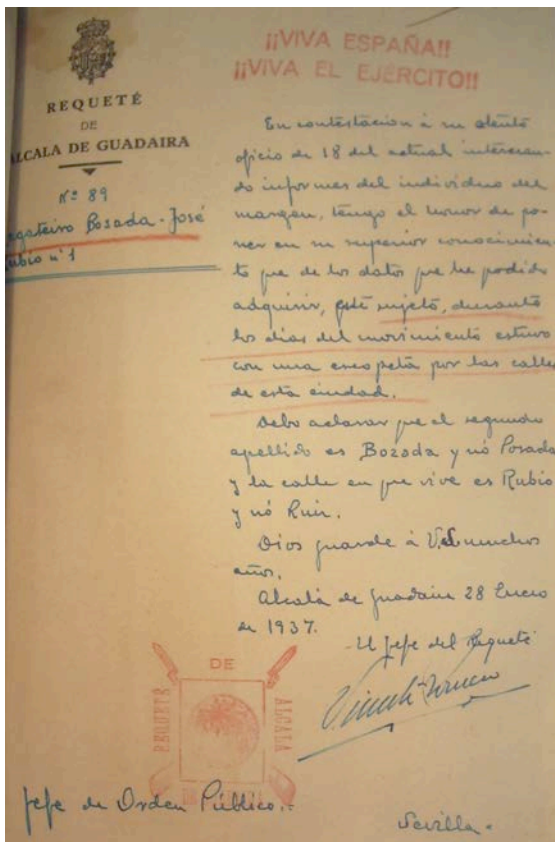 ¡¡VIVA ESPAÑA!!
¡¡VIVA EL EJÉRCITO!!
REQUETÉ
DE
ALCALA DE GUADAIRA
Nº 89
Bosada - José
Rubio nº 1
En contestacion á su atento
oficio de 18 del actual interesan-
do informes del individuo del
margen, tengo el honor de po-
ner en su superior conocimien-
to que de los datos que he podido
adquirir, este sujeto, durante
los dias del movimiento estuvo
con una escopeta por las calles
de esta ciudad.
Debo aclarar que el segundo
apellido es Bozada y nó Posada
y la calle en que vive es Rubio
y nó Ruiz.
Dios guarde á Vd muchos
años.
Alcalá de Guadaira 28 Enero
de 1937.
El Jefe del Requeté
DE
REQUETÉ
ALCALA
Jefe de Orden Público.-
Sevilla.-